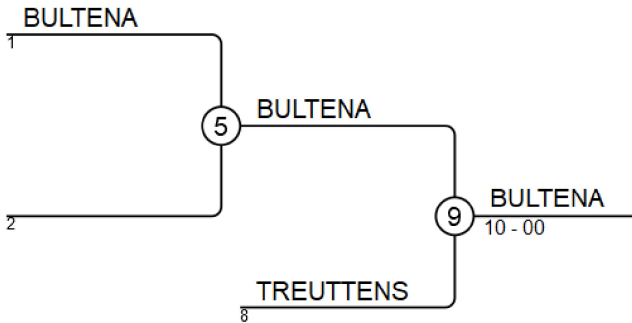 BULTENA
1
5
BULTENA
2
9
BULTENA
10 - 00
TREUTTENS
8